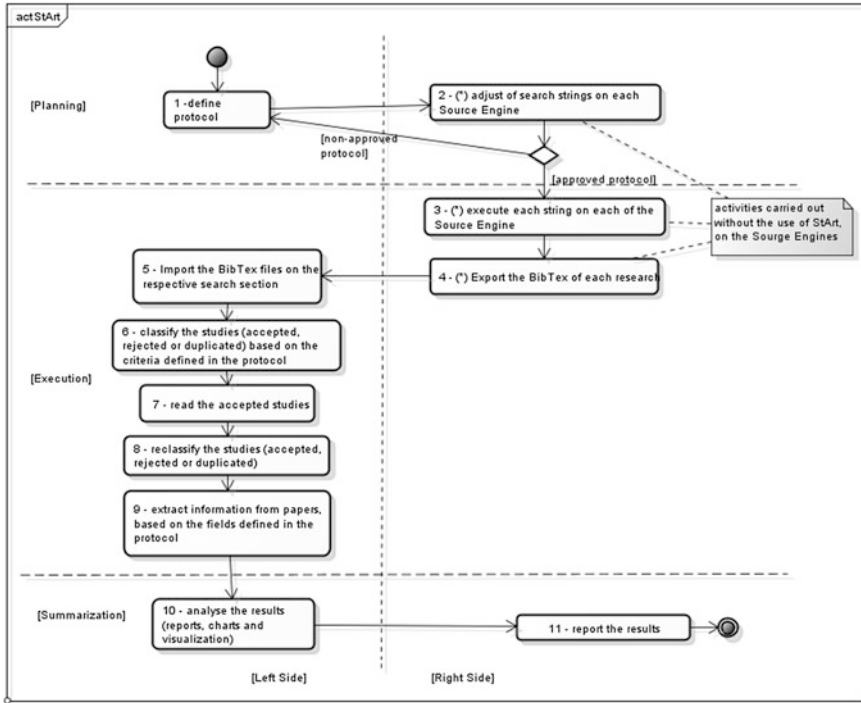 actStArt
[Planning]
1 -define
protocol
2 - (*) adjust of search strings on each
Source Engine
[non-approved
protocol]
[approved protocol]
3 - (*) execute each string on each of the
Source Engine
activities carried out
without the use of StArt,
on the Sourge Engines
4 - (*) Export the BibTex of each research
5 - Import the BibTex files on the
respective search section
6 - classify the studies (accepted,
rejected or duplicated) based on the
criteria defined in the protocol
[Execution]
7 - read the accepted studies
8 - reclassify the studies (accepted,
rejected or duplicated)
9 - extract information from papers,
based on the fields defined in the
protocol
[Summarization]
10 - analyse the results
(reports, charts and
visualization)
11 - report the results
[Left Side]
[Right Side]